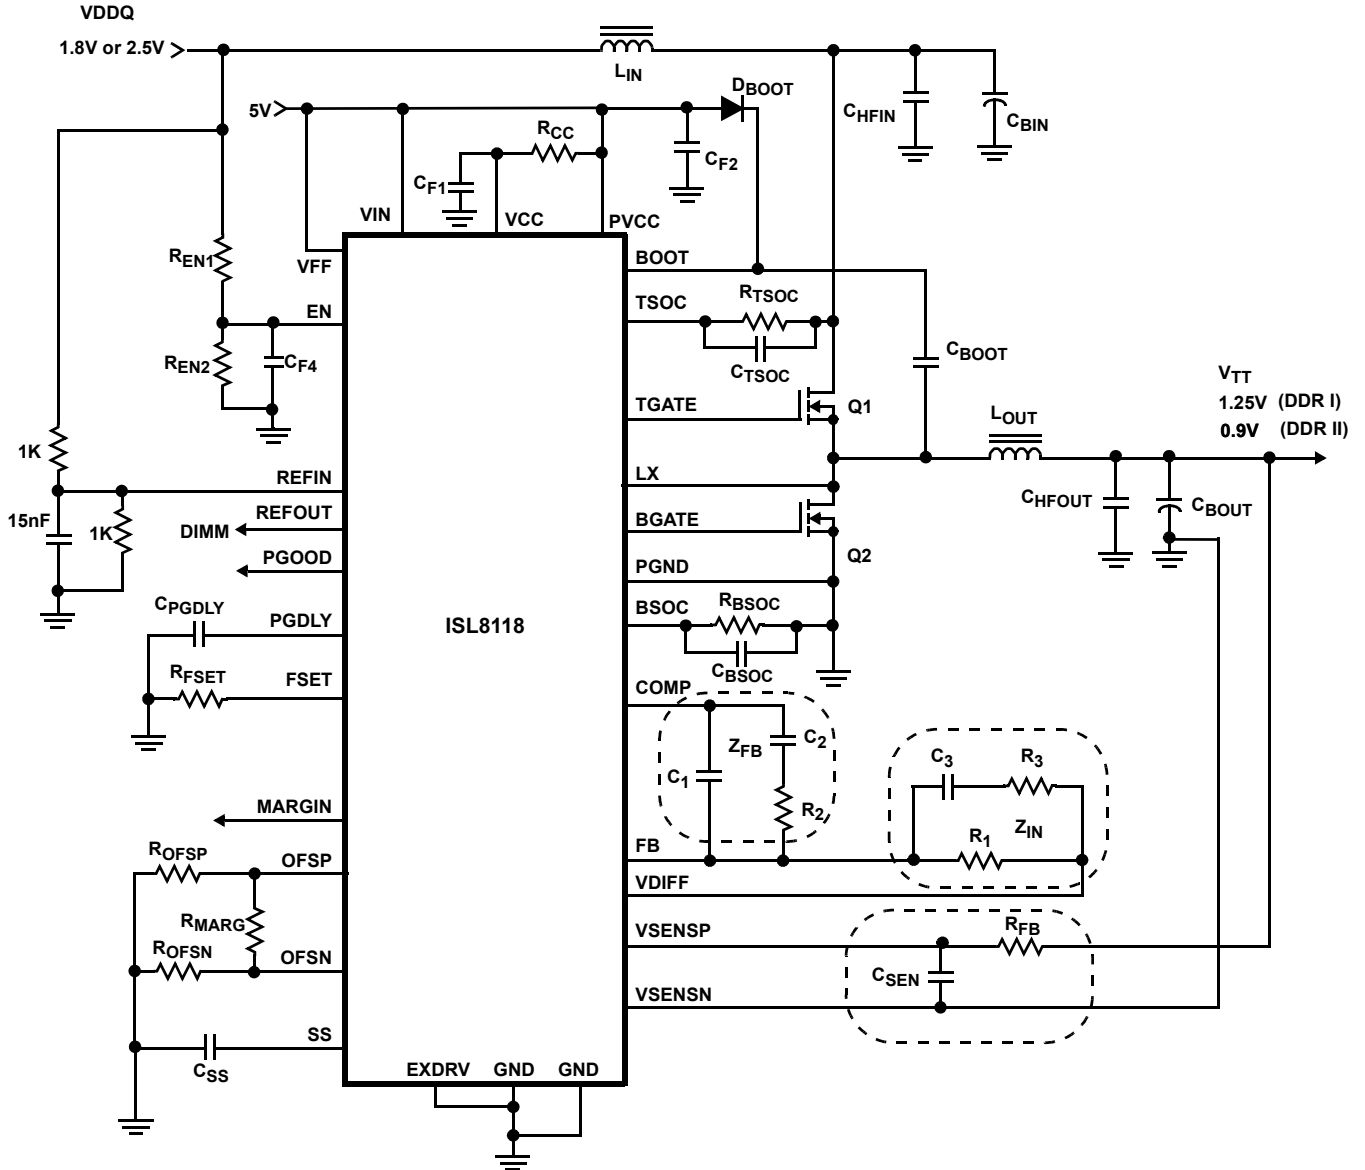 VDDQ
1.8V or 2.5V
LIN
DBOOT
CHFIN
CBIN
5V
RCC
CF2
CF1
VIN
VCC
PVCC
REN1
VFF
BOOT
EN
TSOC
RTSOC
CTSOC
REN2
CF4
CBOOT
VTT
1.25V (DDR I)
0.9V (DDR II)
TGATE
Q1
LOUT
1K
REFIN
LX
15nF
REFOUT
1K
DIMM
BGATE
CHFOUT
CBOUT
PGOOD
PGND
Q2
CPGDLY
PGDLY
BSOC
RBSOC
CBSOC
ISL8118
RFSET
FSET
COMP
ZFB
C2
C1
R2
C3
R3
R1
ZIN
MARGIN
FB
ROFSP
OFSP
VDIFF
RMARG
VSENSP
RFB
ROFSN
OFSN
CSEN
VSENSN
SS
CSS
EXDRV
GND
GND